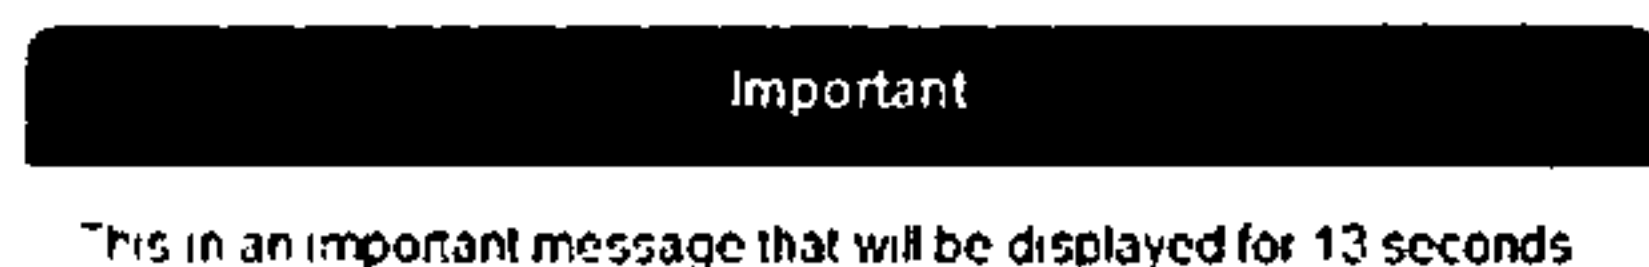 Important
This in an important message that will be displayed for 13 seconds